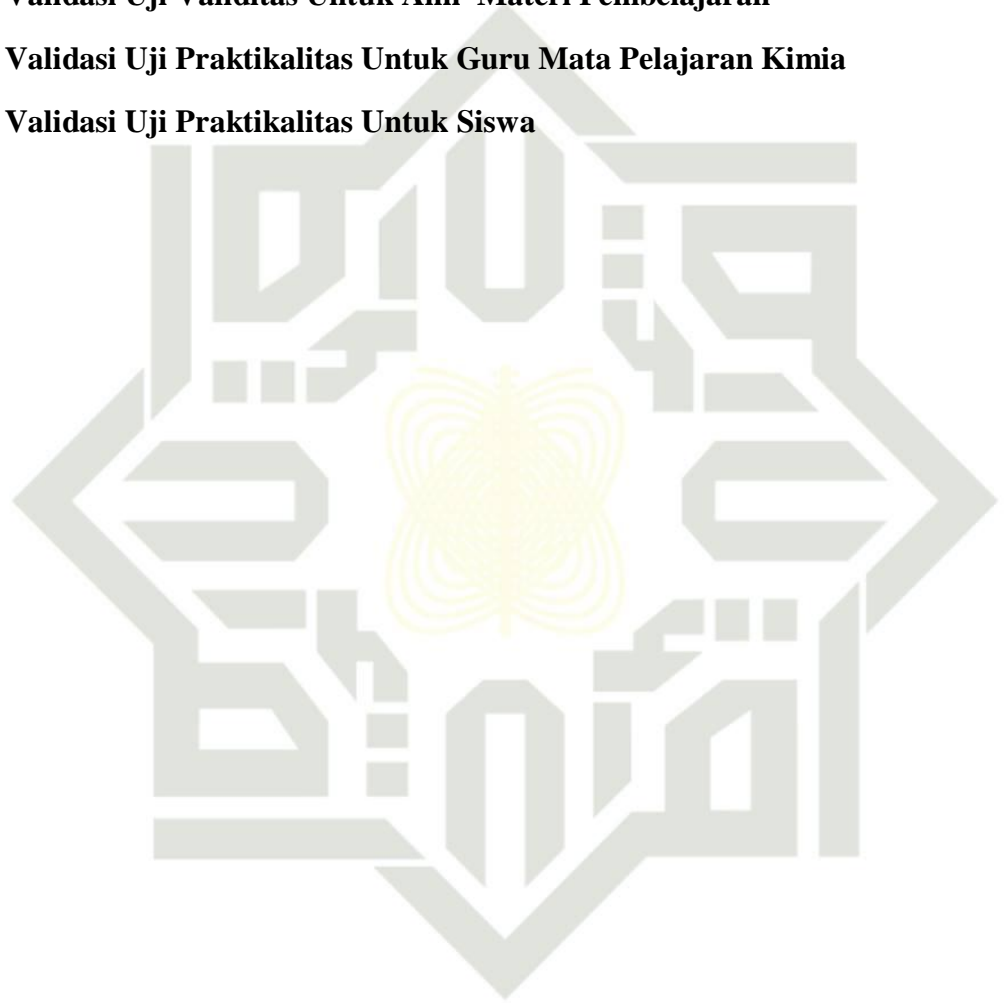 Validasi Uji Validitas Untuk Ahli Materi Pembelajaran
Validasi Uji Praktikalitas Untuk Guru Mata Pelajaran Kimia
Validasi Uji Praktikalitas Untuk Siswa